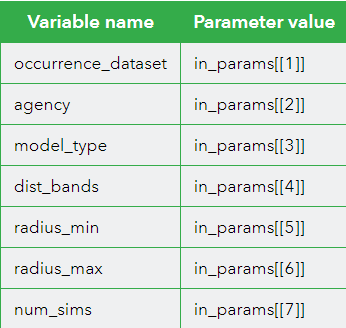 Variable name Parameter value
occurrence_dataset in_params[[1]]
agency in_params[[2]]
model_type in_params[[3]]
dist_bands in_params[[4]]
radius_min in_params[[5]]
radius_max in_params[[6]]
num_sims in_params[[7]]